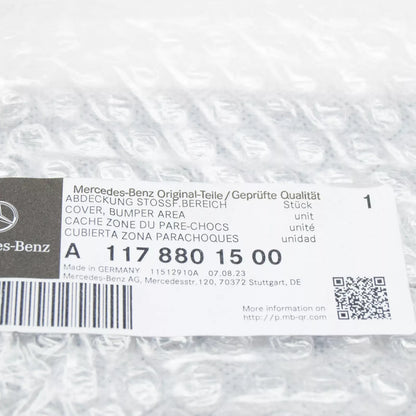 Mercedes-Benz Original-Teile/Geprüfte Qualität
ABDECKUNG STOSSF.BEREICH Stück 1
COVER, BUMPER AREA unit
CACHE ZONE DU PARE-CHOCS unité
CUBIERTA ZONA PARACHOQUES unidad
des-Benz
A 117 880 15 00
Made in GERMANY 11512910A 07.08.23
Mercedes-Benz AG, Mercedesstr.120, 70372 Stuttgart, DE
More information on
http://p.mb-qr.com